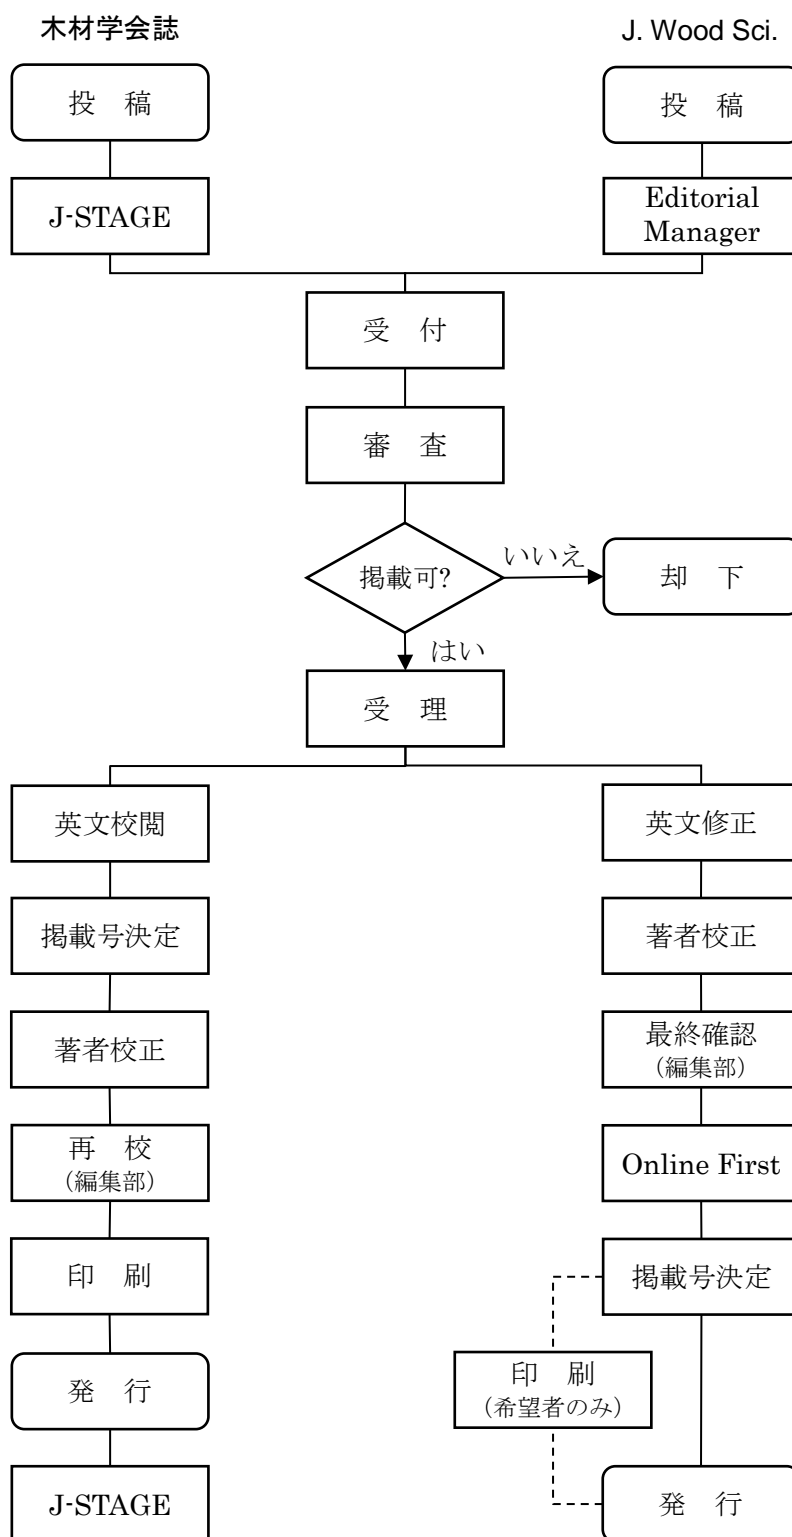 木材学会誌
J. Wood Sci.
投　稿
投　稿
J-STAGE
Editorial
Manager
受　付
審　査
掲載可?
いいえ
却　下
はい
受　理
英文校閲
英文修正
掲載号決定
著者校正
著者校正
最終確認
（編集部）
再　校
（編集部）
Online First
印　刷
掲載号決定
発　行
印　刷
（希望者のみ）
J-STAGE
発　行